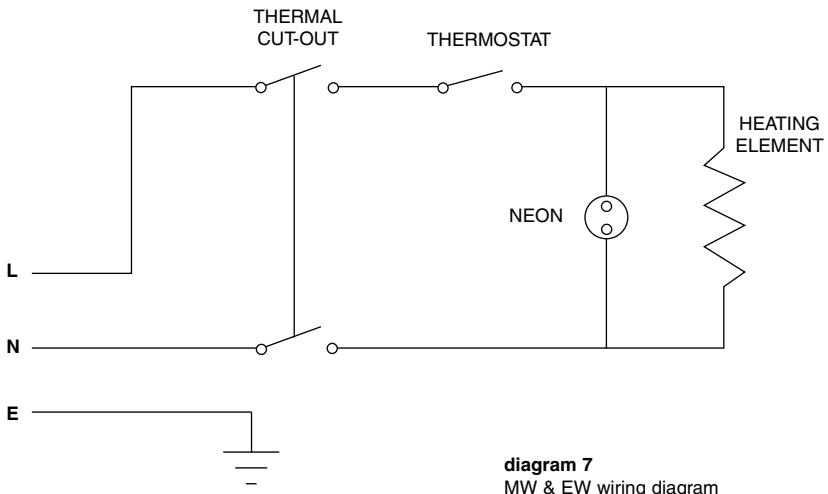 THERMAL
CUT-OUT
THERMOSTAT
HEATING
ELEMENT
NEON
L
N
E
diagram 7
MW & EW wiring diagram